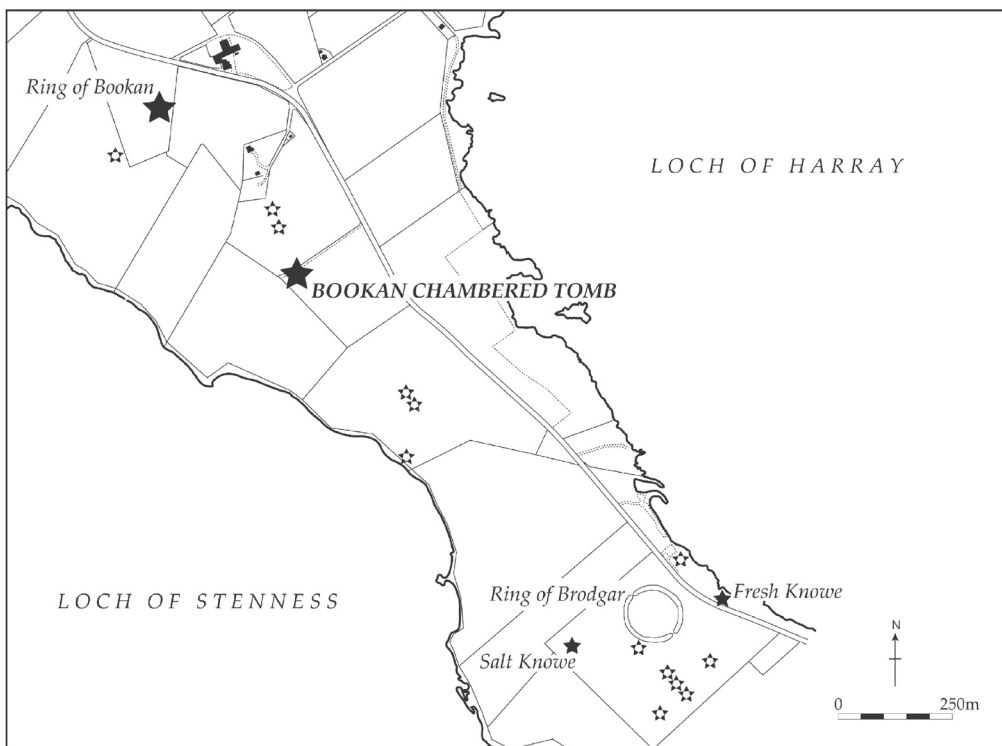 Ring of Bookan
LOCH OF HARRAY
BOOKAN CHAMBERED TOMB
LOCH OF STENNESS
Ring of Brodgar
Fresh Knowe
Salt Knowe
N
0 250m